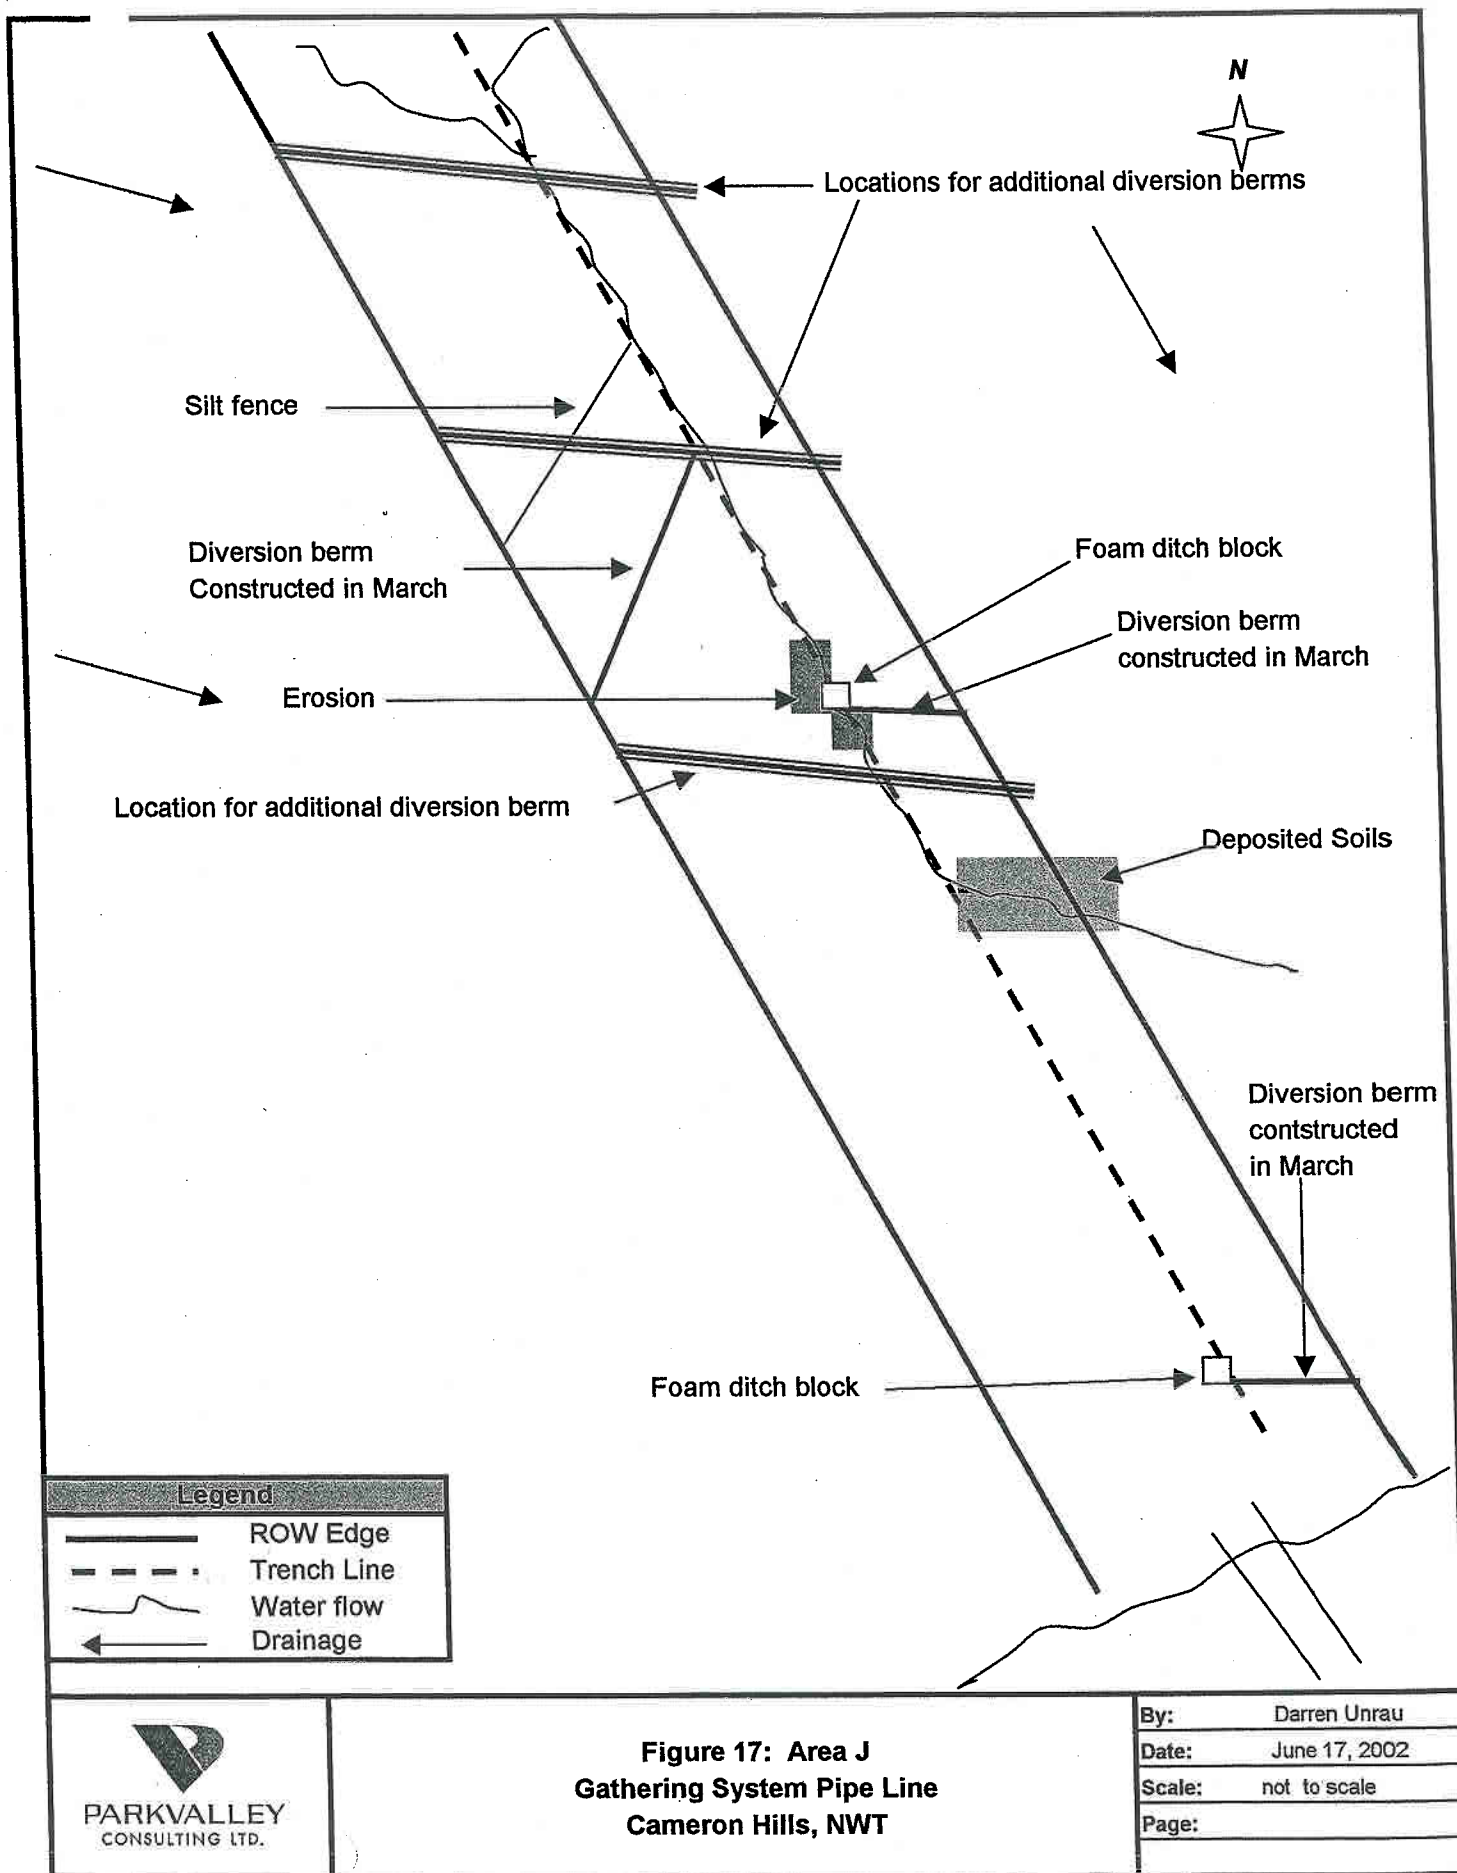 N
Locations for additional diversion berms
Silt fence
Diversion berm
Constructed in March
Foam ditch block
Diversion berm
constructed in March
Erosion
Location for additional diversion berm
Deposited Soils
Diversion berm
contstructed
in March
Foam ditch block
Legend
ROW Edge
Trench Line
Water flow
Drainage
PARKVALLEY
CONSULTING LTD.
Figure 17: Area J
Gathering System Pipe Line
Cameron Hills, NWT
By: Darren Unrau
Date: June 17, 2002
Scale: not to scale
Page: